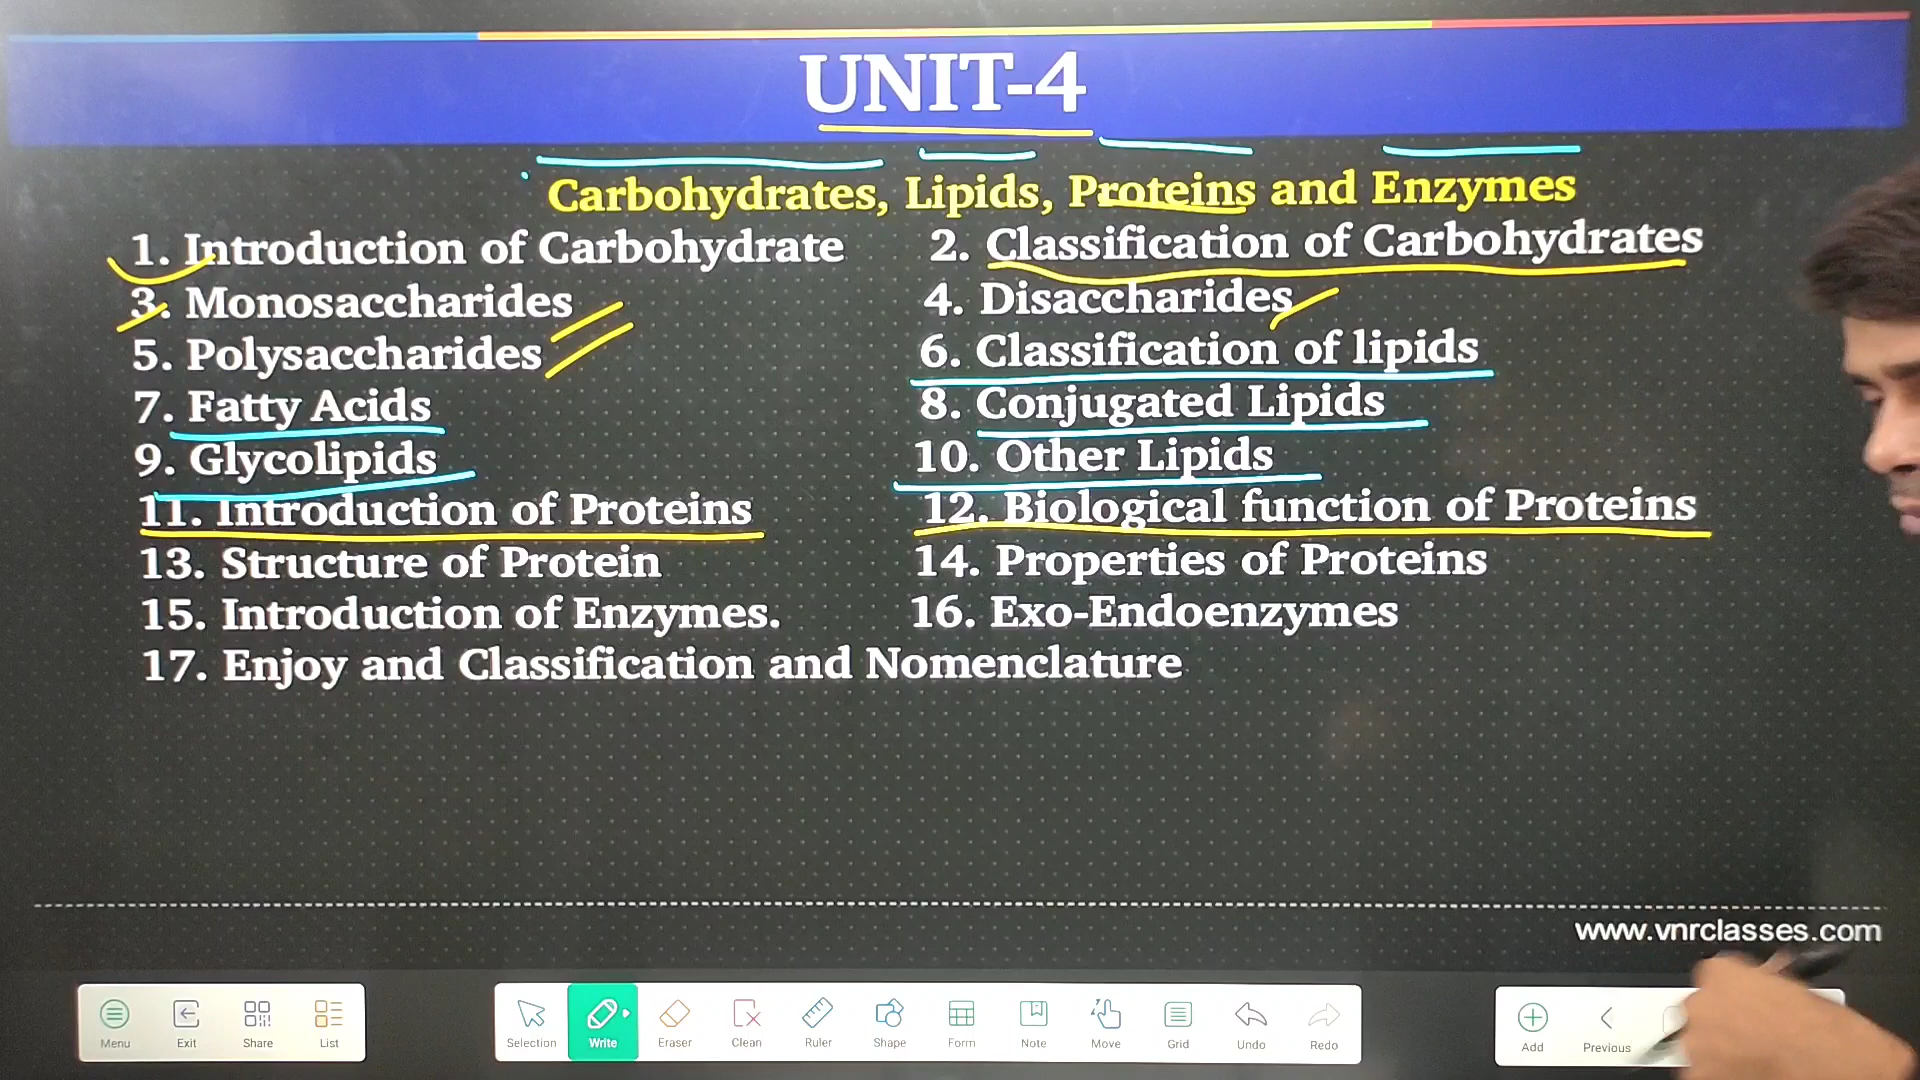 UNIT-4
Carbohydrates, Lipids, Proteins and Enzymes
1. Introduction of Carbohydrate 2. Classification of Carbohydrates
3. Monosaccharides 4. Disaccharides
5. Polysaccharides 6. Classification of lipids
7. Fatty Acids 8. Conjugated Lipids
9. Glycolipids 10. Other Lipids
11. Introduction of Proteins 12. Biological function of Proteins
13. Structure of Protein 14. Properties of Proteins
15. Introduction of Enzymes. 16. Exo-Endoenzymes
17. Enjoy and Classification and Nomenclature
www.vnrclasses.com
Menu Exit Share List Selection Write Eraser Clean Ruler Shape Form Note Move Grid Undo Redo Add Previous